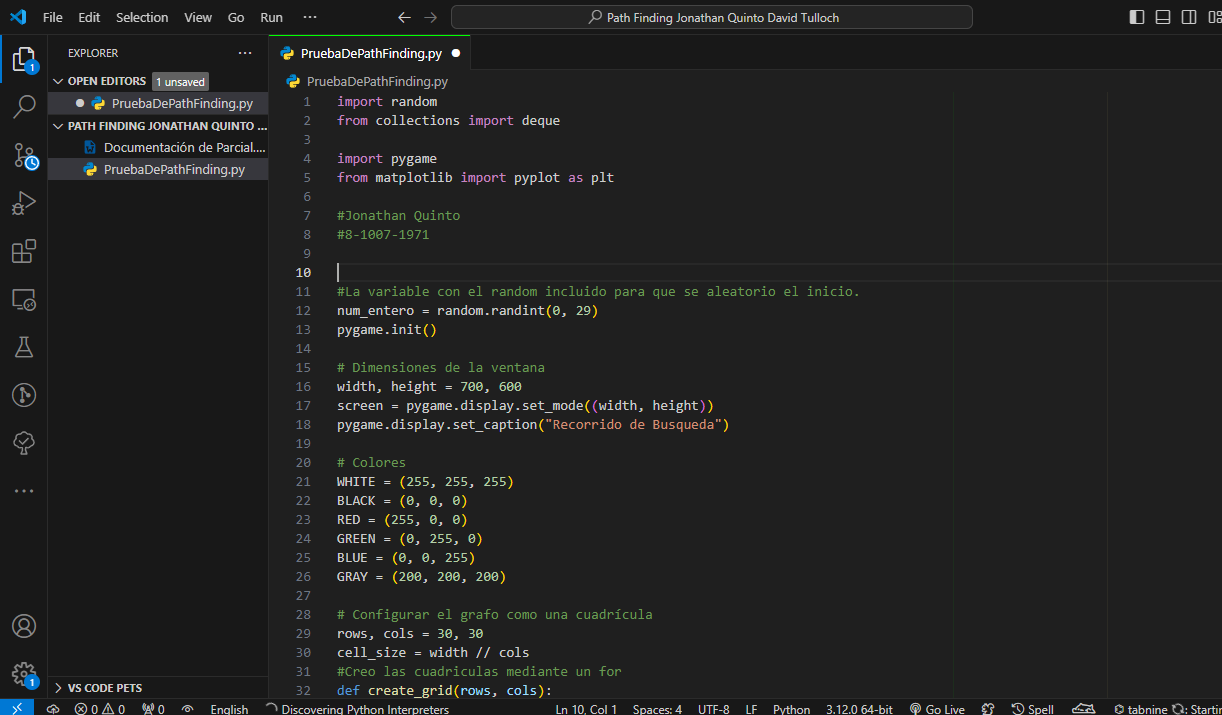 File Edit Selection View Go Run ··· Path Finding Jonathan Quinto David Tulloch
EXPLORER ···
OPEN EDITORS 1 unsaved
PruebaDePathFinding.py
PATH FINDING JONATHAN QUINTO ...
Documentación de Parcial....
PruebaDePathFinding.py
VS CODE PETS
1
1
PruebaDePathFinding.py
PruebaDePathFinding.py
1 import random
2 from collections import deque
3
4 import pygame
5 from matplotlib import pyplot as plt
6
7 #Jonathan Quinto
8 #8-1007-1971
9
10
11 #La variable con el random incluido para que se aleatorio el inicio.
12 num_entero = random.randint(0, 29)
13 pygame.init()
14
15 # Dimensiones de la ventana
16 width, height = 700, 600
17 screen = pygame.display.set_mode((width, height))
18 pygame.display.set_caption("Recorrido de Busqueda")
19
20 # Colores
21 WHITE = (255, 255, 255)
22 BLACK = (0, 0, 0)
23 RED = (255, 0, 0)
24 GREEN = (0, 255, 0)
25 BLUE = (0, 0, 255)
26 GRAY = (200, 200, 200)
27
28 # Configurar el grafo como una cuadrícula
29 rows, cols = 30, 30
30 cell_size = width // cols
31 #Creo las cuadriculas mediante un for
32 def create_grid(rows, cols):
0 0 0 English Discovering Python Interpreters Ln 10, Col 1 Spaces: 4 UTF-8 LF Python 3.12.0 64-bit Go Live Spell tabnine Startin